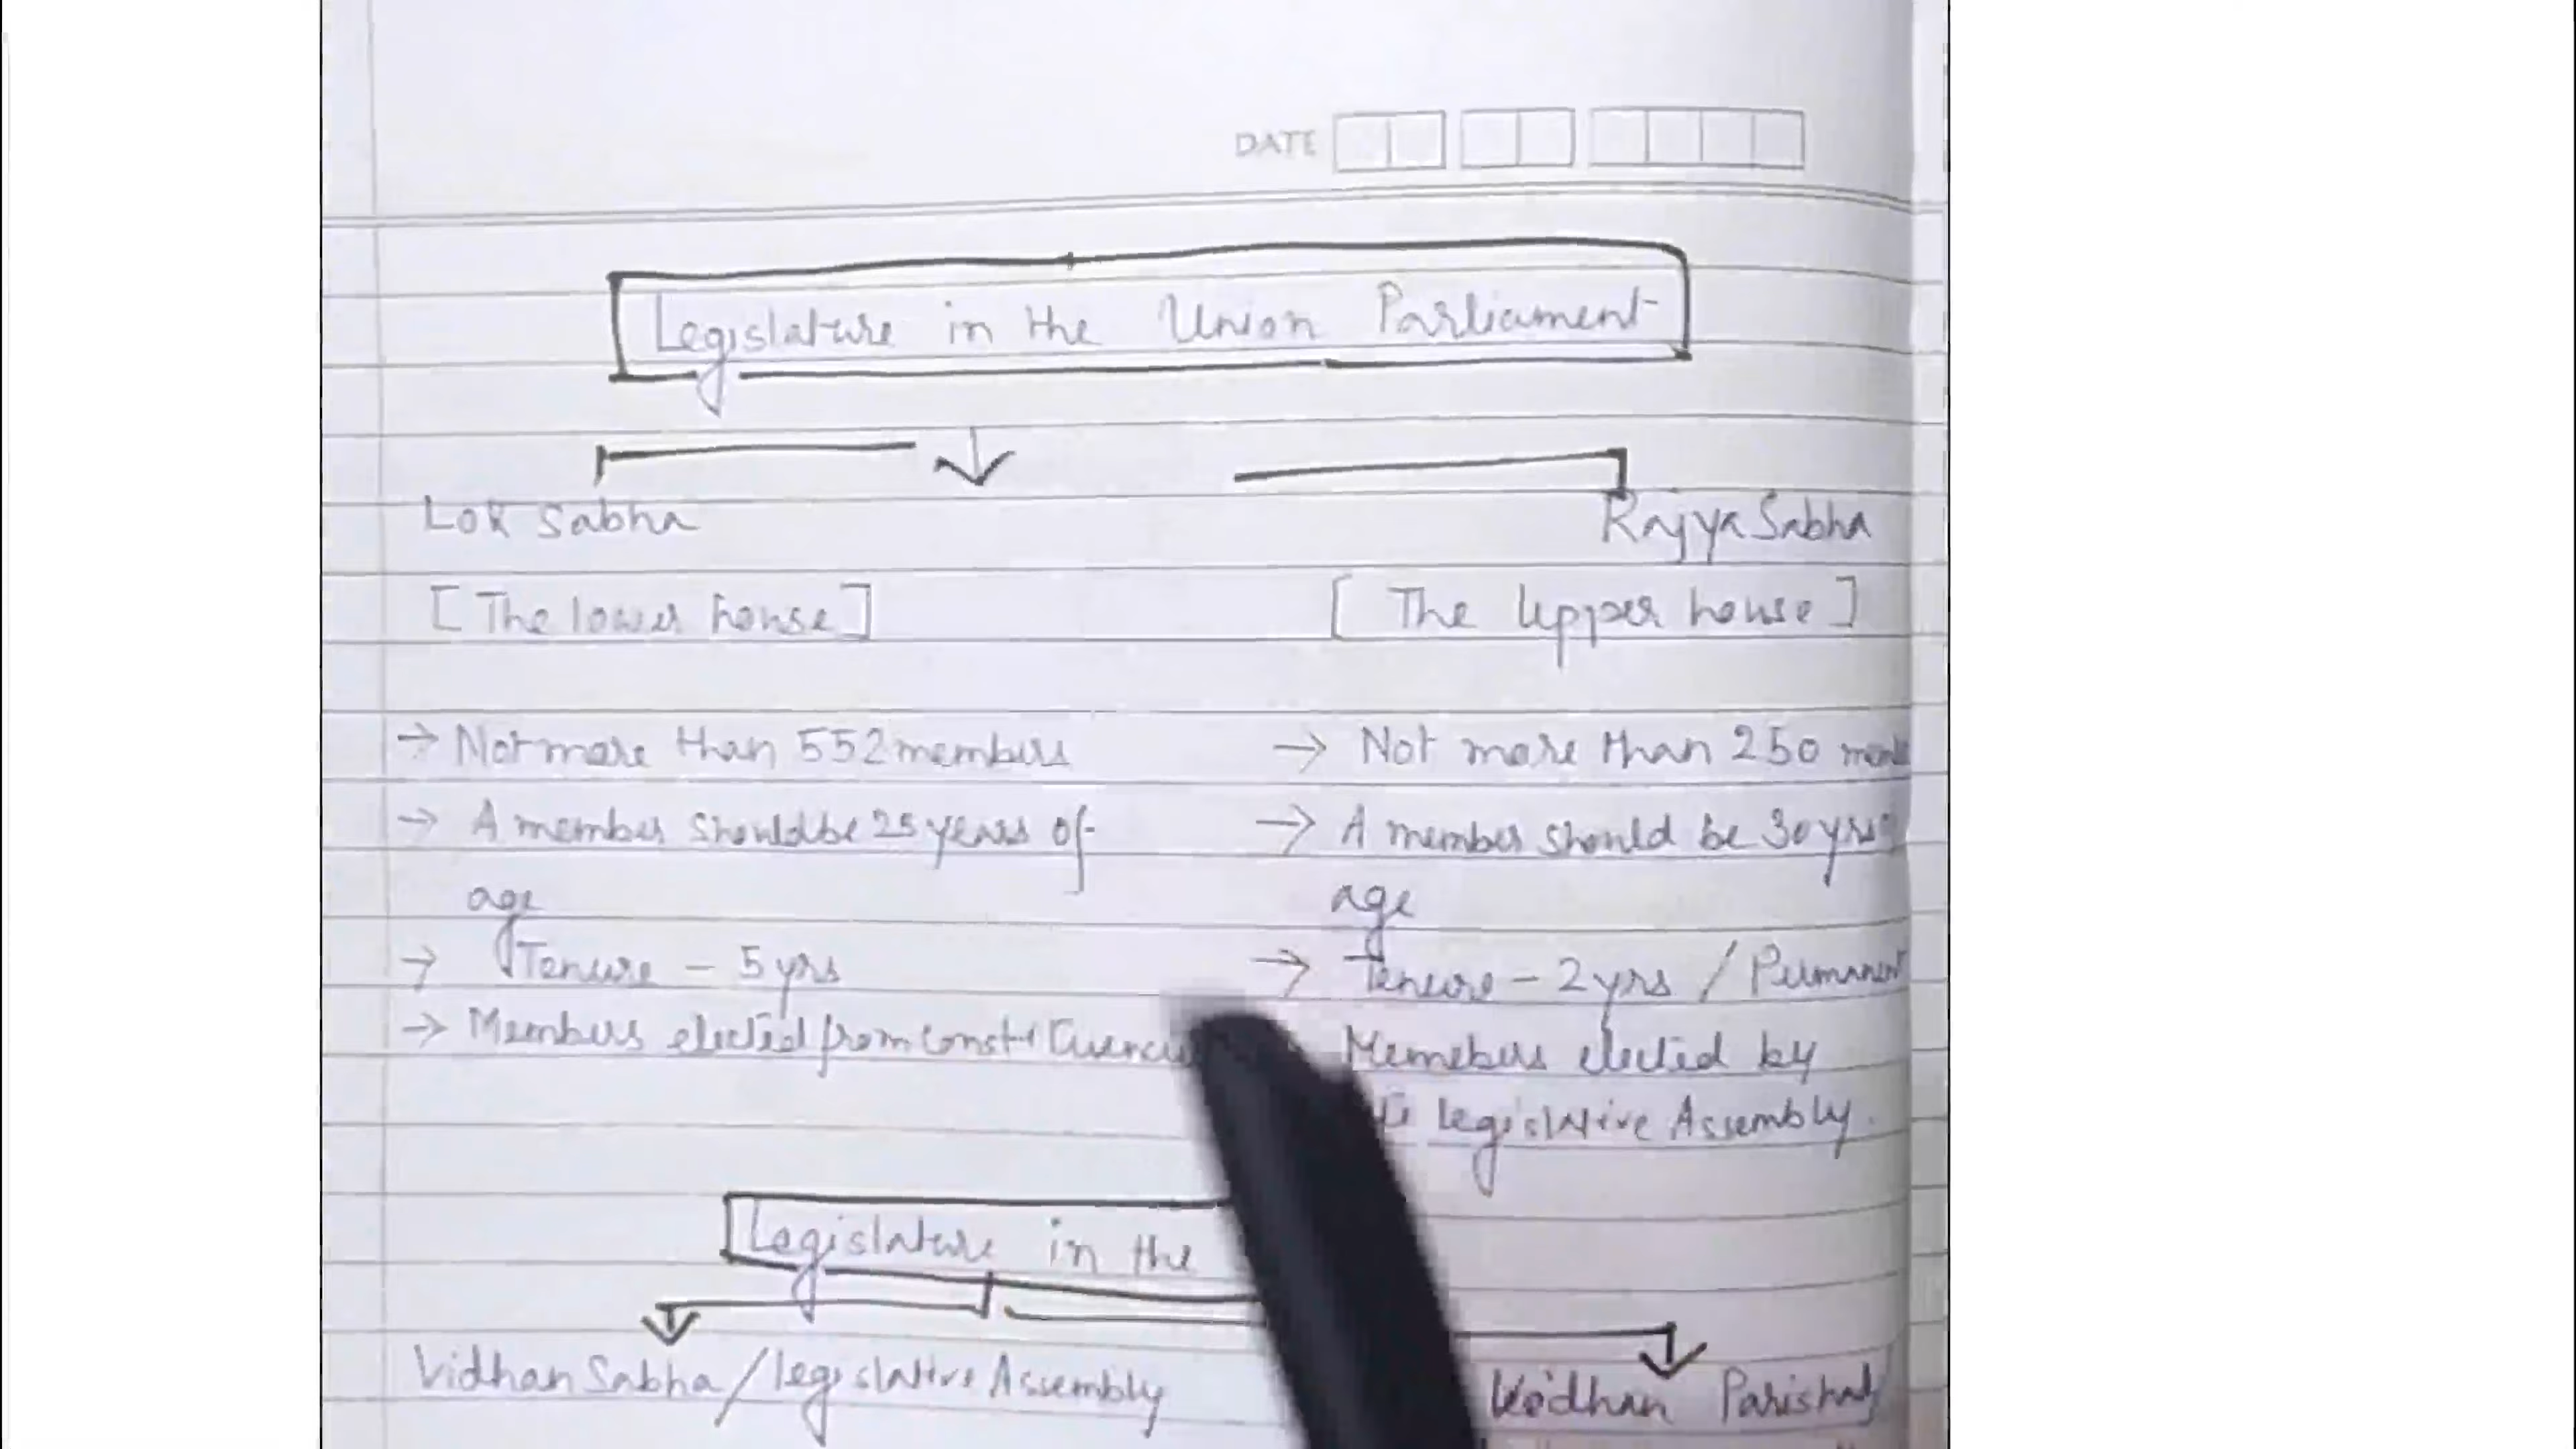 DATE
Legislature in the Union Parliament
Lok Sabha
Rajya Sabha
[The lower house]
[The Upper house]
→ Not more than 552 members
→ Not more than 250
→ A member should be 25 years of
→ A member should be 30 yrs
age
age
→ Tenure - 5 yrs
→ Tenure - 2 yrs / Permanent
→ Members elected from
Memebers elected by
legislative Assembly.
Legislature in the
Vidhan Sabha / legislative Assembly
Vidhan Parishad